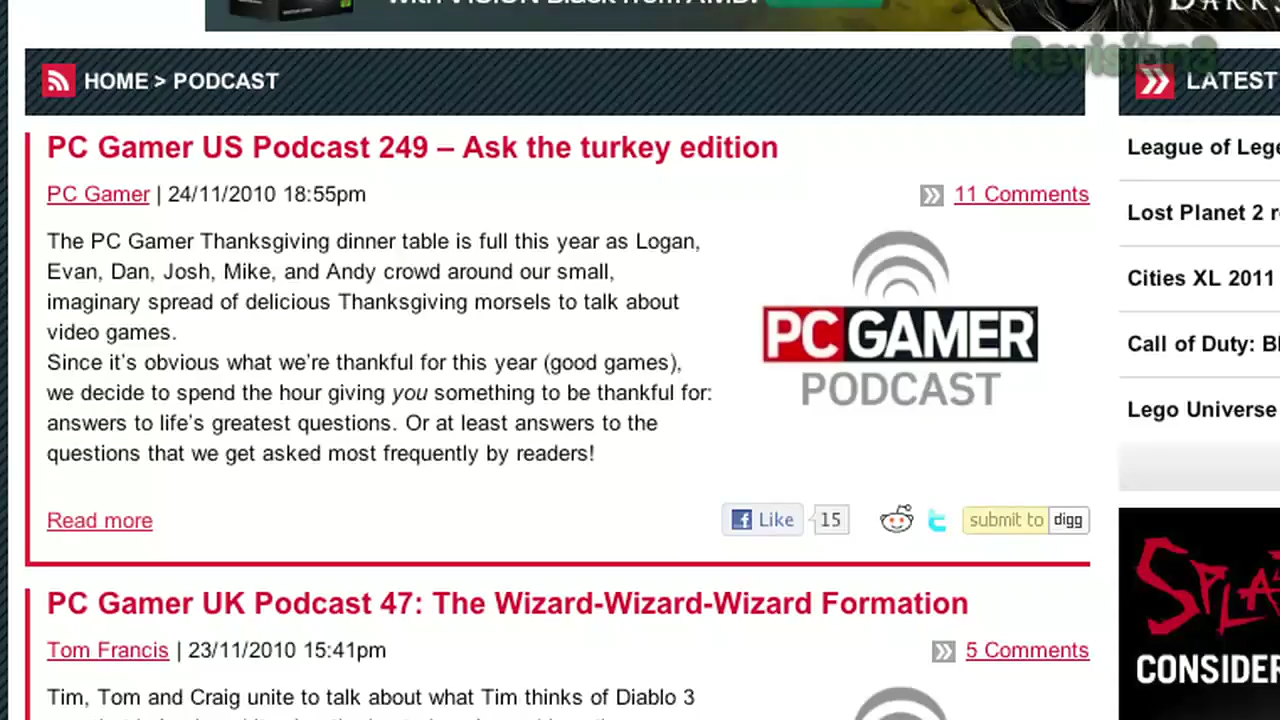 with VISION Black from AMD.
DARKS
Revision3
HOME > PODCAST
LATEST
PC Gamer US Podcast 249 – Ask the turkey edition
PC Gamer | 24/11/2010 18:55pm
11 Comments
The PC Gamer Thanksgiving dinner table is full this year as Logan,
Evan, Dan, Josh, Mike, and Andy crowd around our small,
imaginary spread of delicious Thanksgiving morsels to talk about
video games.
Since it’s obvious what we’re thankful for this year (good games),
we decide to spend the hour giving you something to be thankful for:
answers to life’s greatest questions. Or at least answers to the
questions that we get asked most frequently by readers!
PC GAMER
PODCAST
Read more
Like
15
submit to digg
PC Gamer UK Podcast 47: The Wizard-Wizard-Wizard Formation
Tom Francis | 23/11/2010 15:41pm
5 Comments
Tim, Tom and Craig unite to talk about what Tim thinks of Diablo 3
League of Lege
Lost Planet 2 r
Cities XL 2011
Call of Duty: Bl
Lego Universe
SPLA
CONSIDER